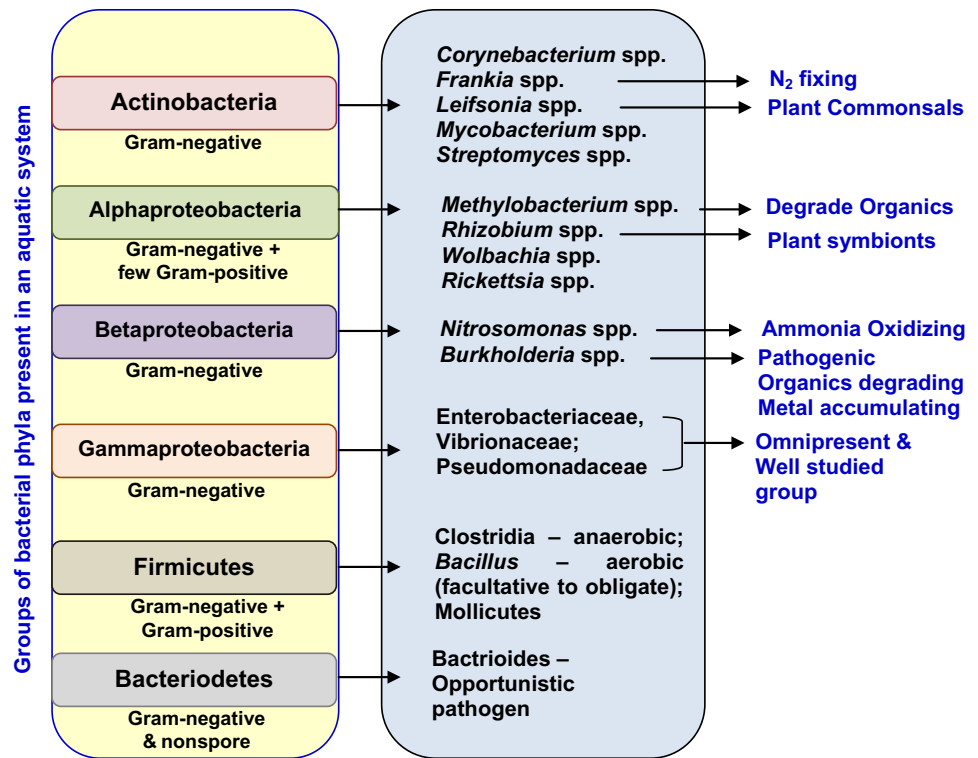 Groups of bacterial phyla present in an aquatic system
Actinobacteria
Gram-negative
Corynebacterium spp.
Frankia spp.
Leifsonia spp.
Mycobacterium spp.
Streptomyces spp.
N₂ fixing
Plant Commonsals
Alphaproteobacteria
Gram-negative +
few Gram-positive
Methylobacterium spp.
Rhizobium spp.
Wolbachia spp.
Rickettsia spp.
Degrade Organics
Plant symbionts
Betaproteobacteria
Gram-negative
Nitrosomonas spp.
Burkholderia spp.
Ammonia Oxidizing
Pathogenic
Organics degrading
Metal accumulating
Gammaproteobacteria
Gram-negative
Enterobacteriaceae,
Vibrionaceae;
Pseudomonadaceae
Omnipresent &
Well studied
group
Firmicutes
Gram-negative +
Gram-positive
Clostridia – anaerobic;
Bacillus – aerobic
(facultative to obligate);
Mollicutes
Bacteriodetes
Gram-negative
& nonspore
Bactrioides –
Opportunistic
pathogen